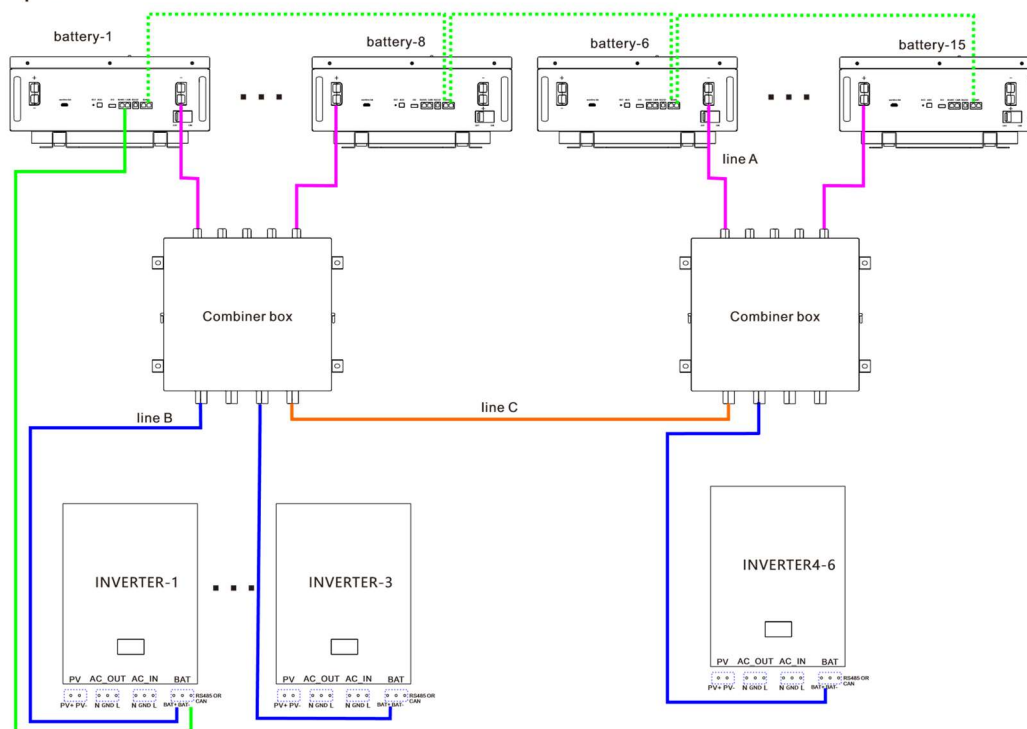 battery-1
battery-8
battery-6
battery-15
line A
Combiner box
Combiner box
line B
line C
INVERTER-1
INVERTER-3
INVERTER4-6
PV AC_OUT AC_IN BAT
PV+ PV- N GND L N GND L BAT+ BAT- RS485 OR CAN
PV AC_OUT AC_IN BAT
PV+ PV- N GND L N GND L BAT+ BAT- RS485 OR CAN
PV AC_OUT AC_IN BAT
PV+ PV- N GND L N GND L BAT+ BAT- RS485 OR CAN